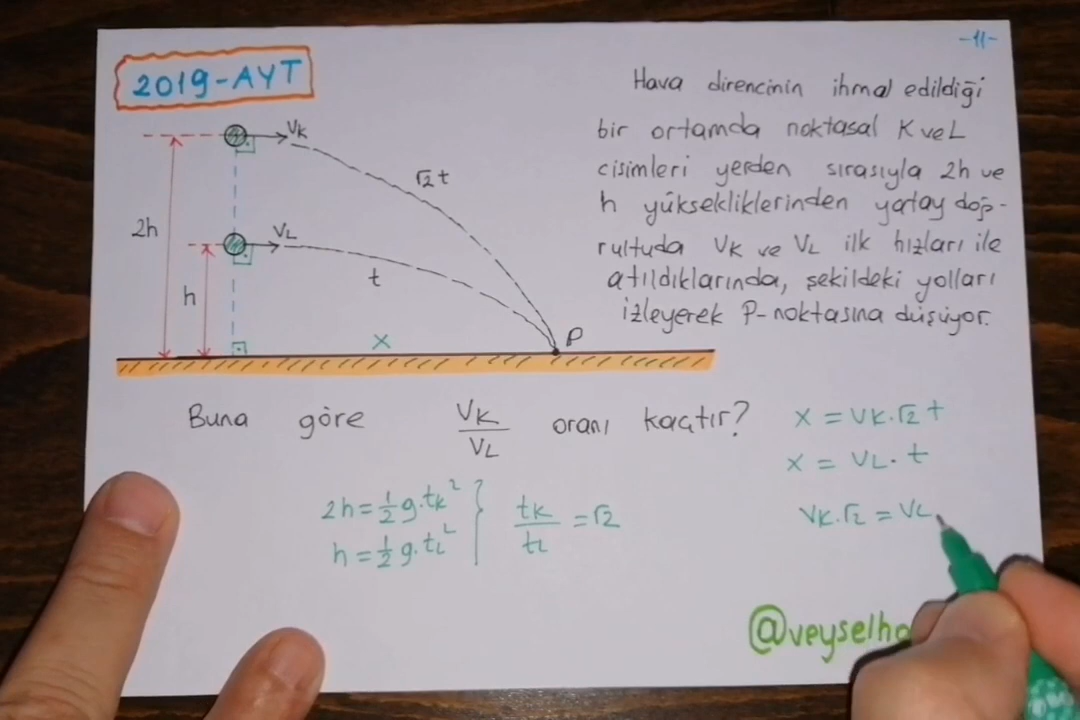 -11-
2019-AYT
Hava direncinin ihmal edildiği
bir ortamda noktasal K ve L
cisimleri yerden sırasıyla 2h ve
h yüksekliklerinden yatay doğ-
rultuda VK ve VL ilk hızları ile
atıldıklarında, şekildeki yolları
izleyerek P-noktasına düşüyor.
VK
√2 t
2h
VL
t
h
x
P
Buna göre VK/VL oranı kaçtır?
x = VK.√2 t
x = VL. t
VK.√2 = VL
2h = 1/2 g.tK²
h = 1/2 g.tL²
tK/tL = √2